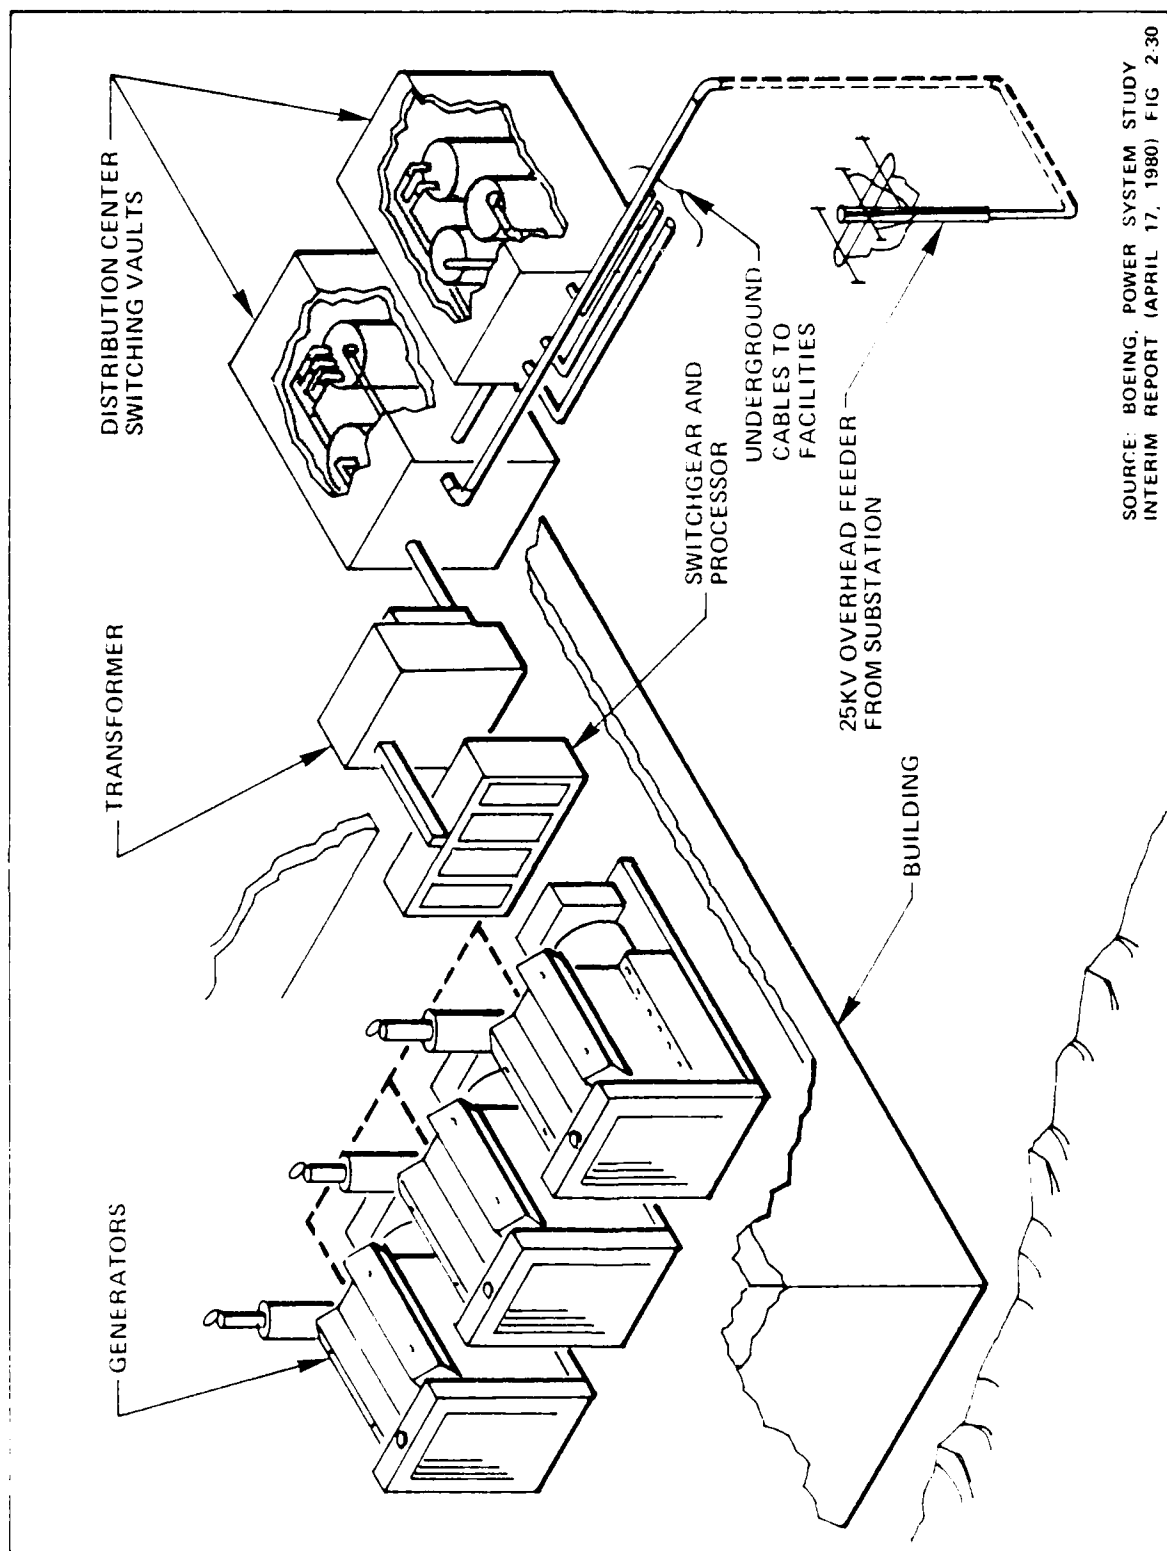 GENERATORS
TRANSFORMER
DISTRIBUTION CENTER
SWITCHING VAULTS
SWITCHGEAR AND
PROCESSOR
UNDERGROUND
CABLES TO
FACILITIES
25KV OVERHEAD FEEDER
FROM SUBSTATION
BUILDING
SOURCE: BOEING, POWER SYSTEM STUDY
INTERIM REPORT (APRIL 17, 1980) FIG 2-30